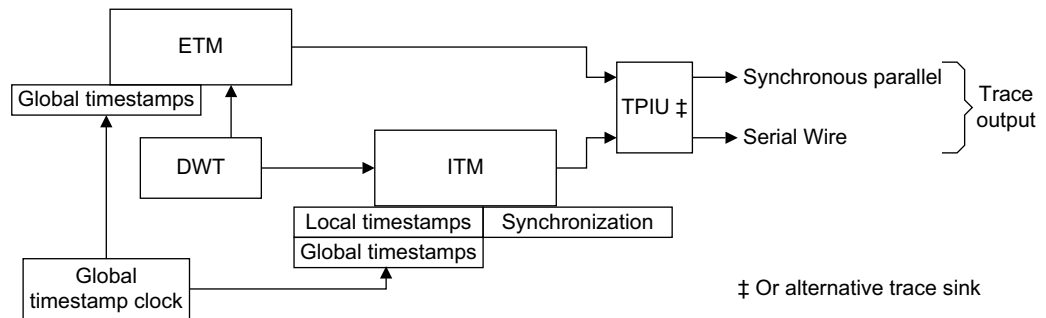 ETM
Global timestamps
DWT
ITM
Local timestamps
Synchronization
Global timestamps
Global
timestamp clock
TPIU ‡
Synchronous parallel
Serial Wire
Trace
output
‡ Or alternative trace sink